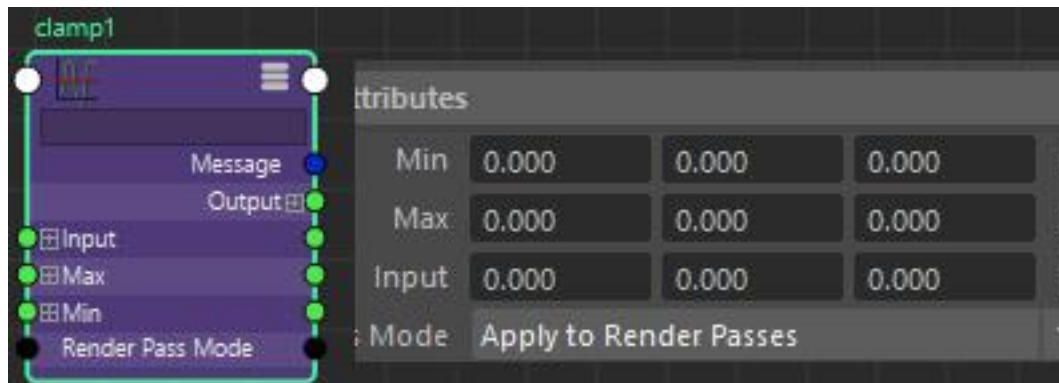 clamp1
Message
Output
Input
Max
Min
Render Pass Mode
ttributes
Min 0.000 0.000 0.000
Max 0.000 0.000 0.000
Input 0.000 0.000 0.000
s Mode Apply to Render Passes